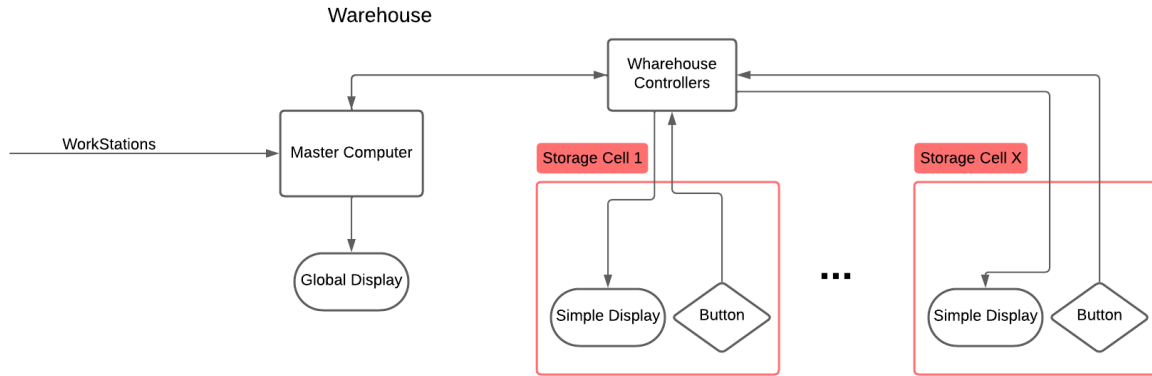 Warehouse
Wharehouse
Controllers
WorkStations
Master Computer
Storage Cell 1
Storage Cell X
Global Display
...
Simple Display
Button
Simple Display
Button